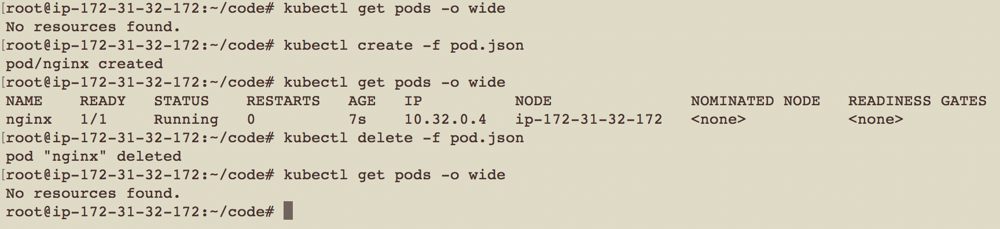 [root@ip-172-31-32-172:~/code# kubectl get pods -o wide
No resources found.
[root@ip-172-31-32-172:~/code# kubectl create -f pod.json
pod/nginx created
[root@ip-172-31-32-172:~/code# kubectl get pods -o wide
NAME    READY   STATUS    RESTARTS   AGE   IP          NODE               NOMINATED NODE   READINESS GATES
nginx   1/1     Running   0          7s    10.32.0.4   ip-172-31-32-172   <none>           <none>
[root@ip-172-31-32-172:~/code# kubectl delete -f pod.json
pod "nginx" deleted
[root@ip-172-31-32-172:~/code# kubectl get pods -o wide
No resources found.
root@ip-172-31-32-172:~/code#